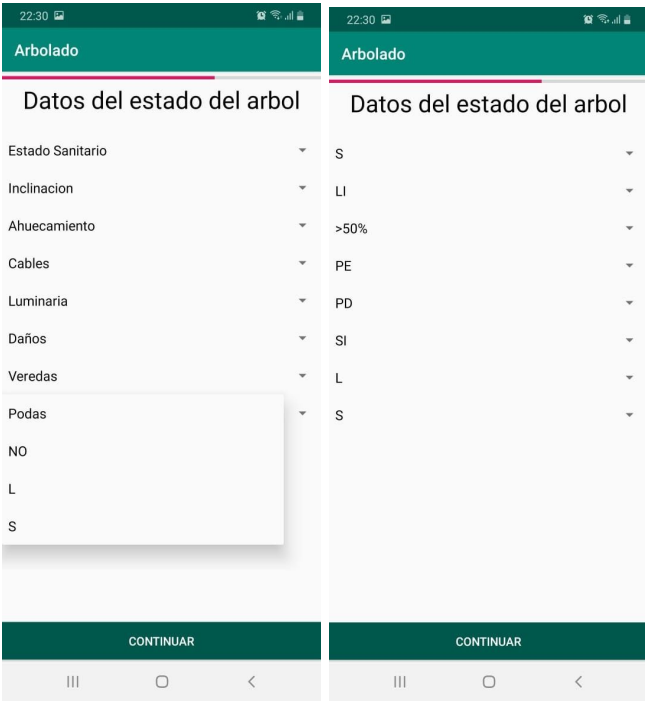 22:30
Arbolado
Datos del estado del arbol
Estado Sanitario
Inclinacion
Ahuecamiento
Cables
Luminaria
Daños
Veredas
Podas
NO
L
S
CONTINUAR
22:30
Arbolado
Datos del estado del arbol
S
LI
>50%
PE
PD
SI
L
S
CONTINUAR